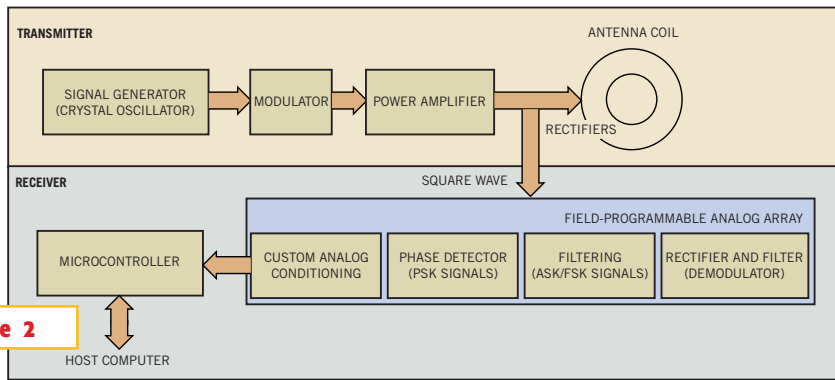 TRANSMITTER
ANTENNA COIL
SIGNAL GENERATOR
(CRYSTAL OSCILLATOR)
MODULATOR
POWER AMPLIFIER
RECTIFIERS
RECEIVER
SQUARE WAVE
FIELD-PROGRAMMABLE ANALOG ARRAY
MICROCONTROLLER
CUSTOM ANALOG
CONDITIONING
PHASE DETECTOR
(PSK SIGNALS)
FILTERING
(ASK/FSK SIGNALS)
RECTIFIER AND FILTER
(DEMODULATOR)
e 2
HOST COMPUTER